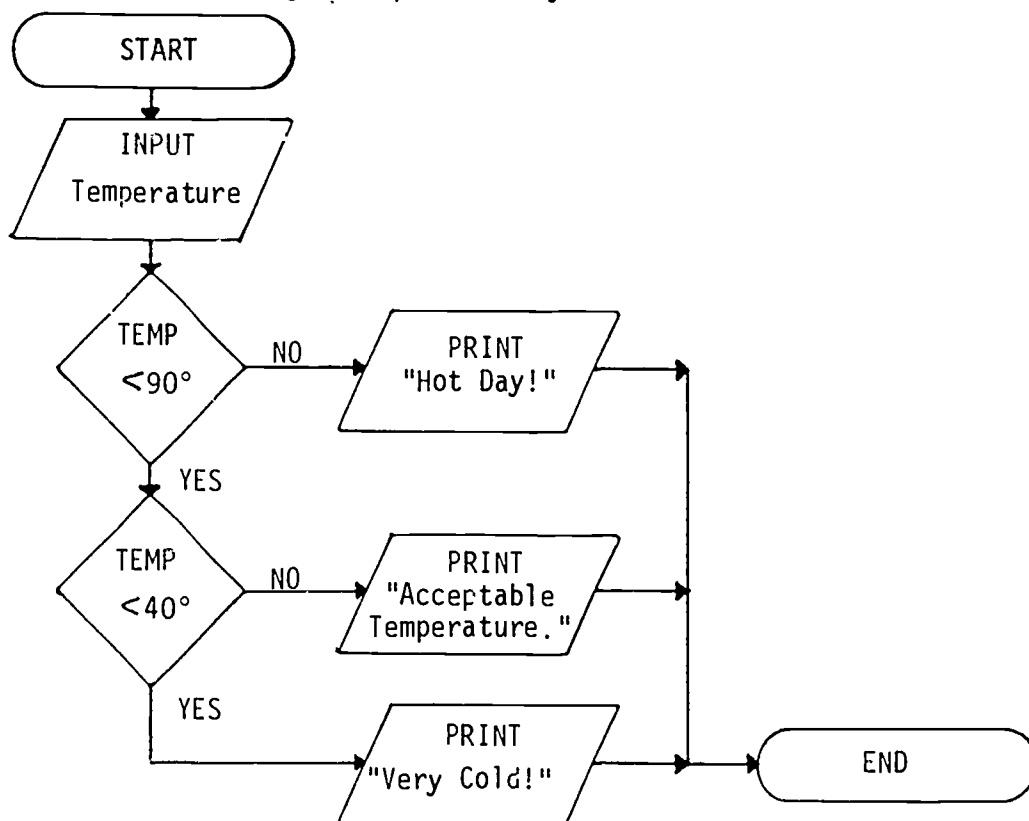 START
INPUT
Temperature
TEMP
<90°
NO
PRINT
"Hot Day!"
YES
TEMP
<40°
NO
PRINT
"Acceptable
Temperature."
YES
PRINT
"Very Cold!"
END